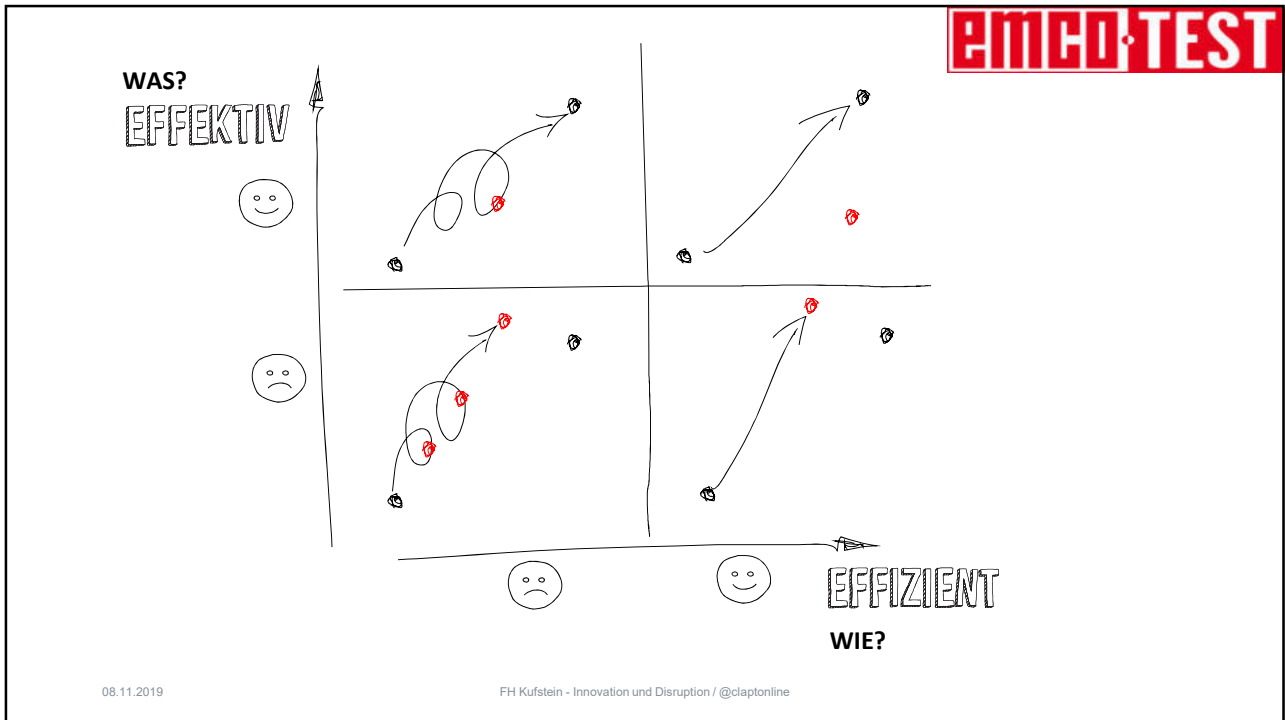 emco·TEST
WAS?
EFFEKTIV
EFFIZIENT
WIE?
08.11.2019
FH Kufstein - Innovation und Disruption / @claptonline